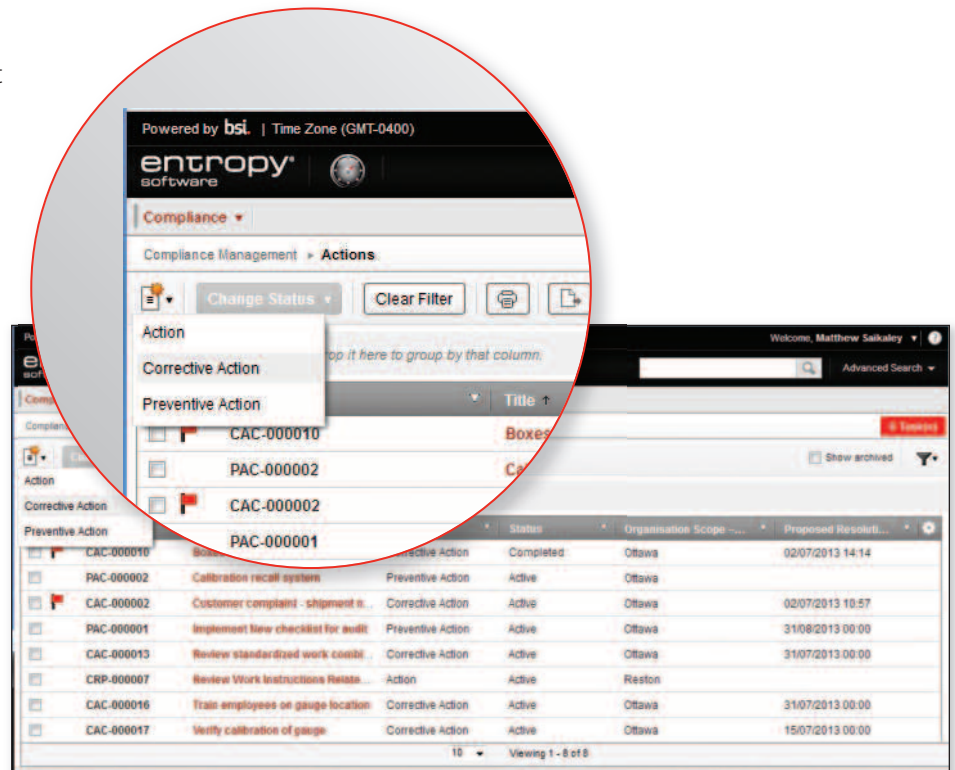 Powered by bsi. | Time Zone (GMT-0400)
entropy®
software
Compliance
Compliance Management ▸ Actions
Change Status Clear Filter
Action
Corrective Action
Preventive Action
op it here to group by that column.
Title ↑
CAC-000010 Boxes
PAC-000002
CAC-000002
PAC-000001
Welcome, Matthew Saikaley
Advanced Search
Show archived
Action
Corrective Action
Preventive Action
Status Organisation Scope -... Proposed Resoluti...
CAC-000010 Corrective Action Completed Ottawa 02/07/2013 14:14
PAC-000002 Calibration recall system Preventive Action Active Ottawa
CAC-000002 Customer complaint - shipment n... Corrective Action Active Ottawa 02/07/2013 10:57
PAC-000001 Implement New checklist for audit Preventive Action Active Ottawa 31/08/2013 00:00
CAC-000013 Review standardized work combi... Corrective Action Active Ottawa 31/07/2013 00:00
CRP-000007 Review Work Instructions Relate... Action Active Reston
CAC-000016 Train employees on gauge location Corrective Action Active Ottawa 31/07/2013 00:00
CAC-000017 Verify calibration of gauge Corrective Action Active Ottawa 15/07/2013 00:00
10 Viewing 1 - 8 of 8